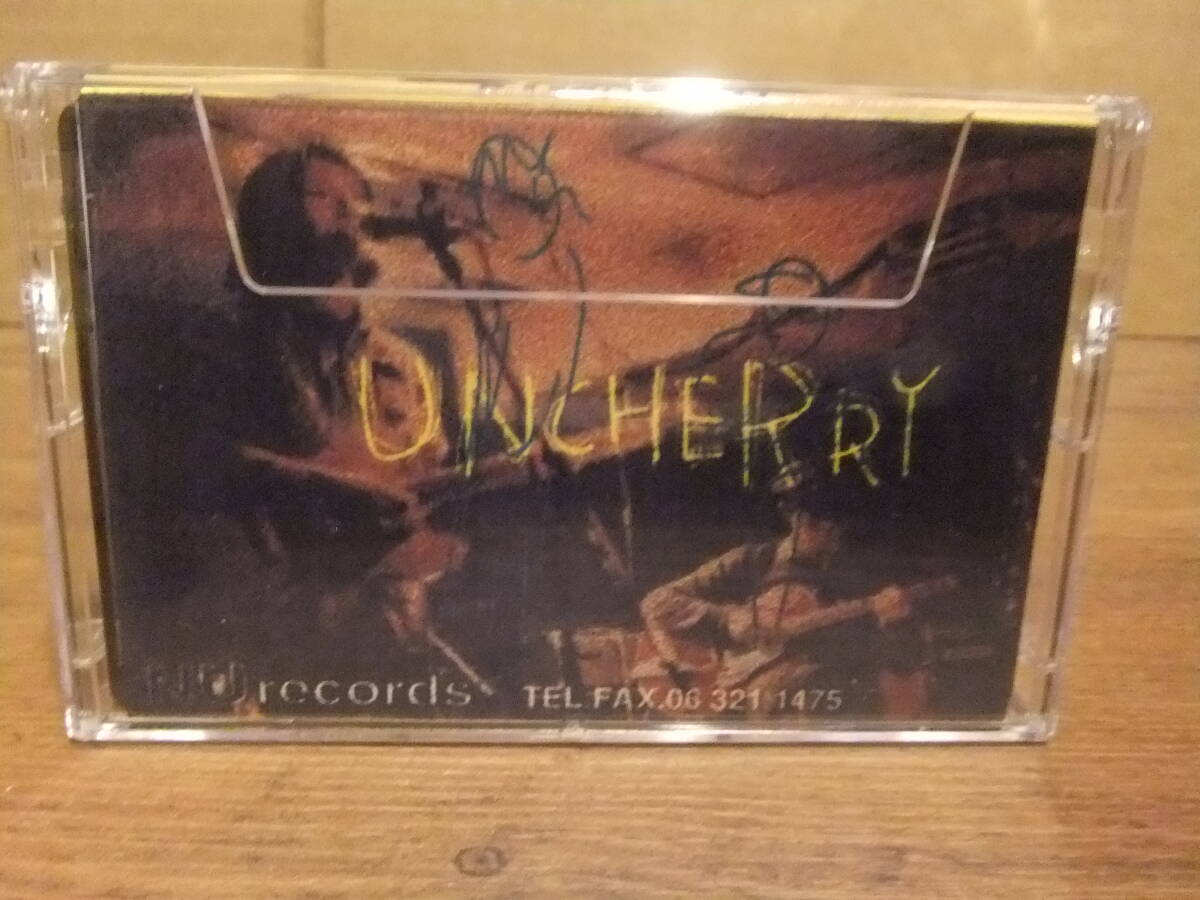 UNCHERRY
records TEL.FAX.06 321 1475